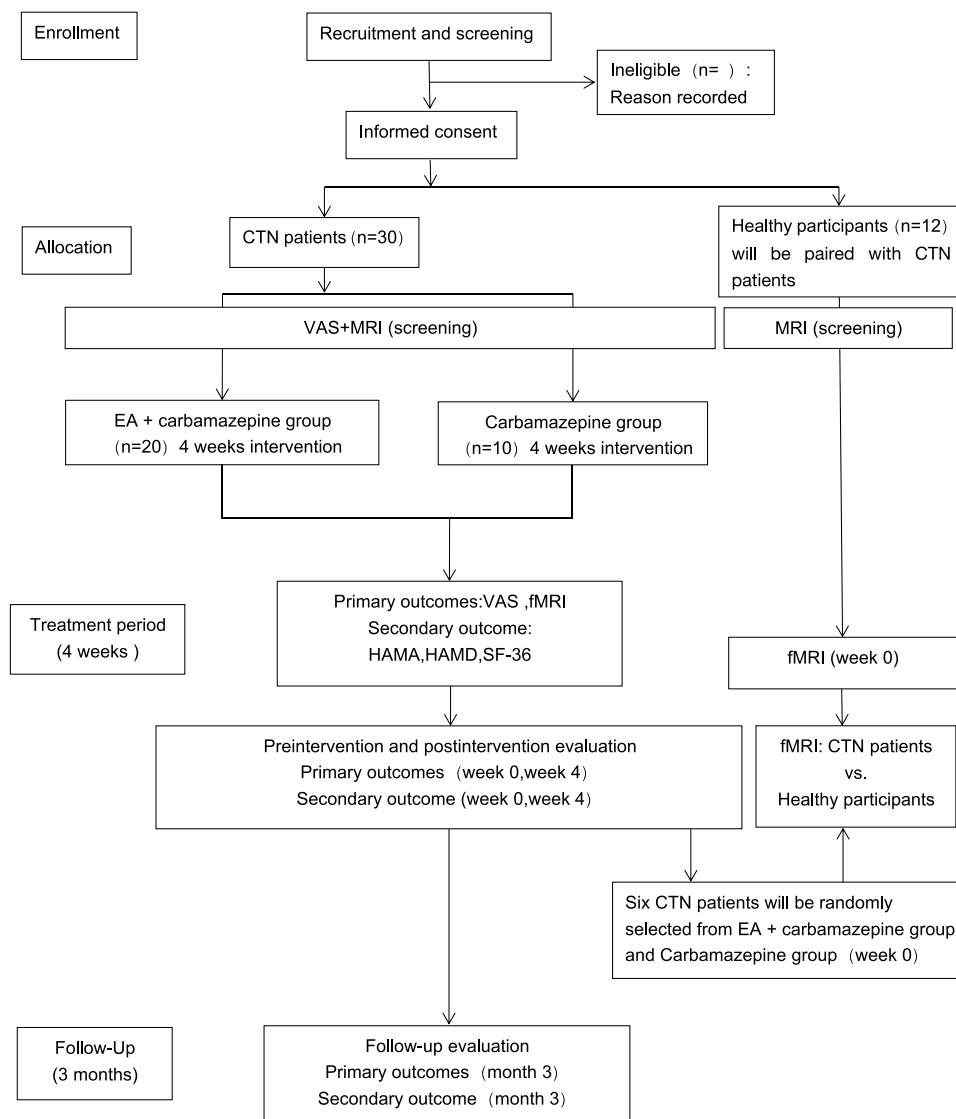 Enrollment
Recruitment and screening
Ineligible（n= ）:
Reason recorded
Informed consent
Allocation
CTN patients（n=30）
Healthy participants（n=12）
will be paired with CTN
patients
VAS+MRI (screening)
MRI (screening)
EA + carbamazepine group
（n=20）4 weeks intervention
Carbamazepine group
（n=10）4 weeks intervention
Treatment period
(4 weeks )
Primary outcomes:VAS ,fMRI
Secondary outcome:
HAMA,HAMD,SF-36
fMRI (week 0)
Preintervention and postintervention evaluation
Primary outcomes （week 0,week 4）
Secondary outcome (week 0,week 4）
fMRI: CTN patients
vs.
Healthy participants
Six CTN patients will be randomly
selected from EA + carbamazepine group
and Carbamazepine group（week 0）
Follow-Up
(3 months)
Follow-up evaluation
Primary outcomes （month 3）
Secondary outcome（month 3）